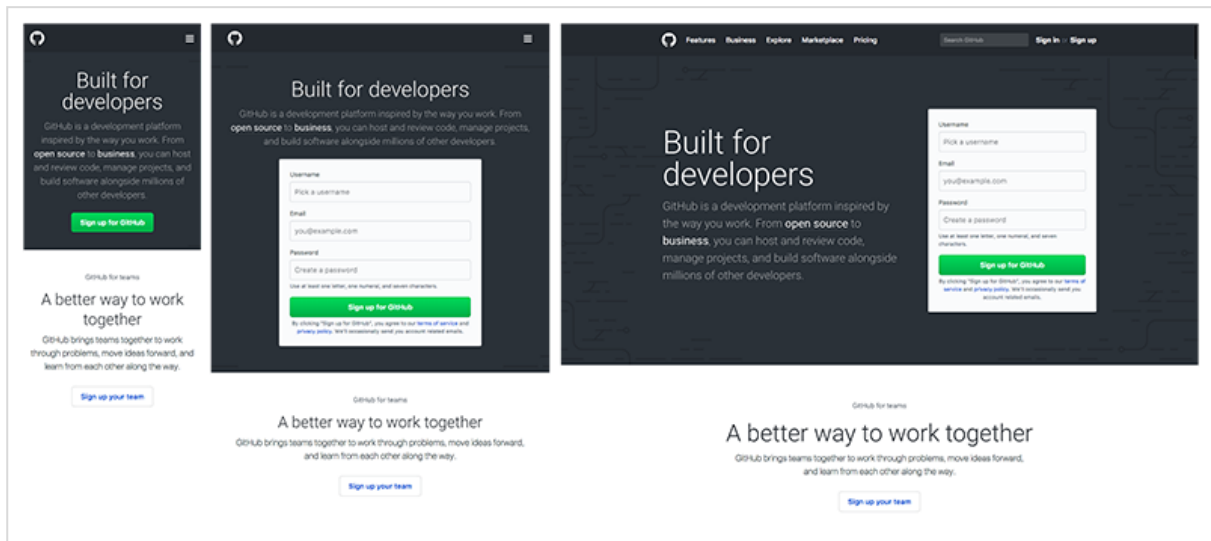 Built for
developers
GitHub is a development platform
inspired by the way you work. From
open source to business, you can host
and review code, manage projects, and
build software alongside millions of
other developers.
Sign up for GitHub
GitHub for teams
A better way to work
together
GitHub brings teams together to work
through problems, move ideas forward, and
learn from each other along the way.
Sign up your team
Built for developers
GitHub is a development platform inspired by the way you work. From
open source to business, you can host and review code, manage projects,
and build software alongside millions of other developers.
Username
Pick a username
Email
you@example.com
Password
Create a password
Use at least one letter, one numeral, and seven characters.
Sign up for GitHub
By clicking "Sign up for GitHub", you agree to our terms of service and
privacy policy. We'll occasionally send you account related emails.
GitHub for teams
A better way to work together
GitHub brings teams together to work through problems, move ideas forward,
and learn from each other along the way.
Sign up your team
Features Business Explore Marketplace Pricing
Search GitHub
Sign in or Sign up
Built for
developers
GitHub is a development platform inspired by
the way you work. From open source to
business, you can host and review code,
manage projects, and build software alongside
millions of other developers.
Username
Pick a username
Email
you@example.com
Password
Create a password
Use at least one letter, one numeral, and seven
characters.
Sign up for GitHub
By clicking "Sign up for GitHub", you agree to our terms of
service and privacy policy. We'll occasionally send you
account related emails.
GitHub for teams
A better way to work together
GitHub brings teams together to work through problems, move ideas forward,
and learn from each other along the way.
Sign up your team